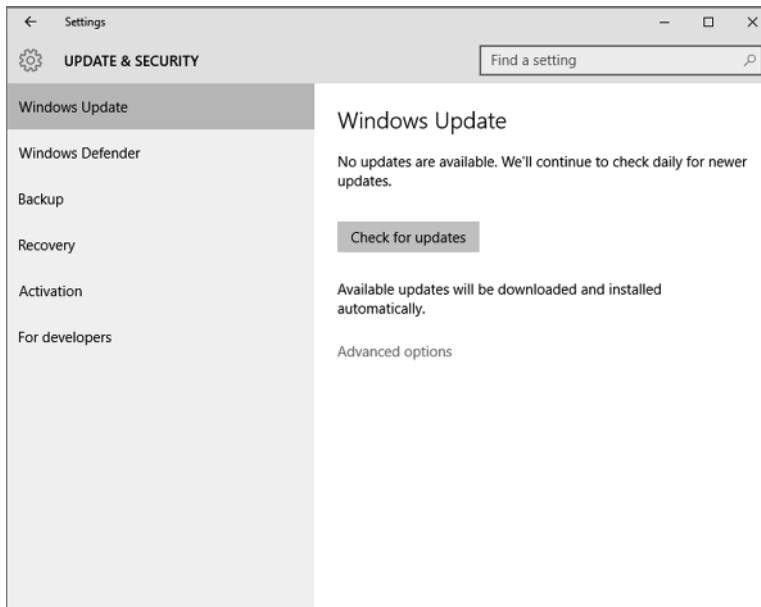 Settings
UPDATE & SECURITY
Find a setting
Windows Update
Windows Defender
Backup
Recovery
Activation
For developers
Windows Update
No updates are available. We'll continue to check daily for newer
updates.
Check for updates
Available updates will be downloaded and installed
automatically.
Advanced options